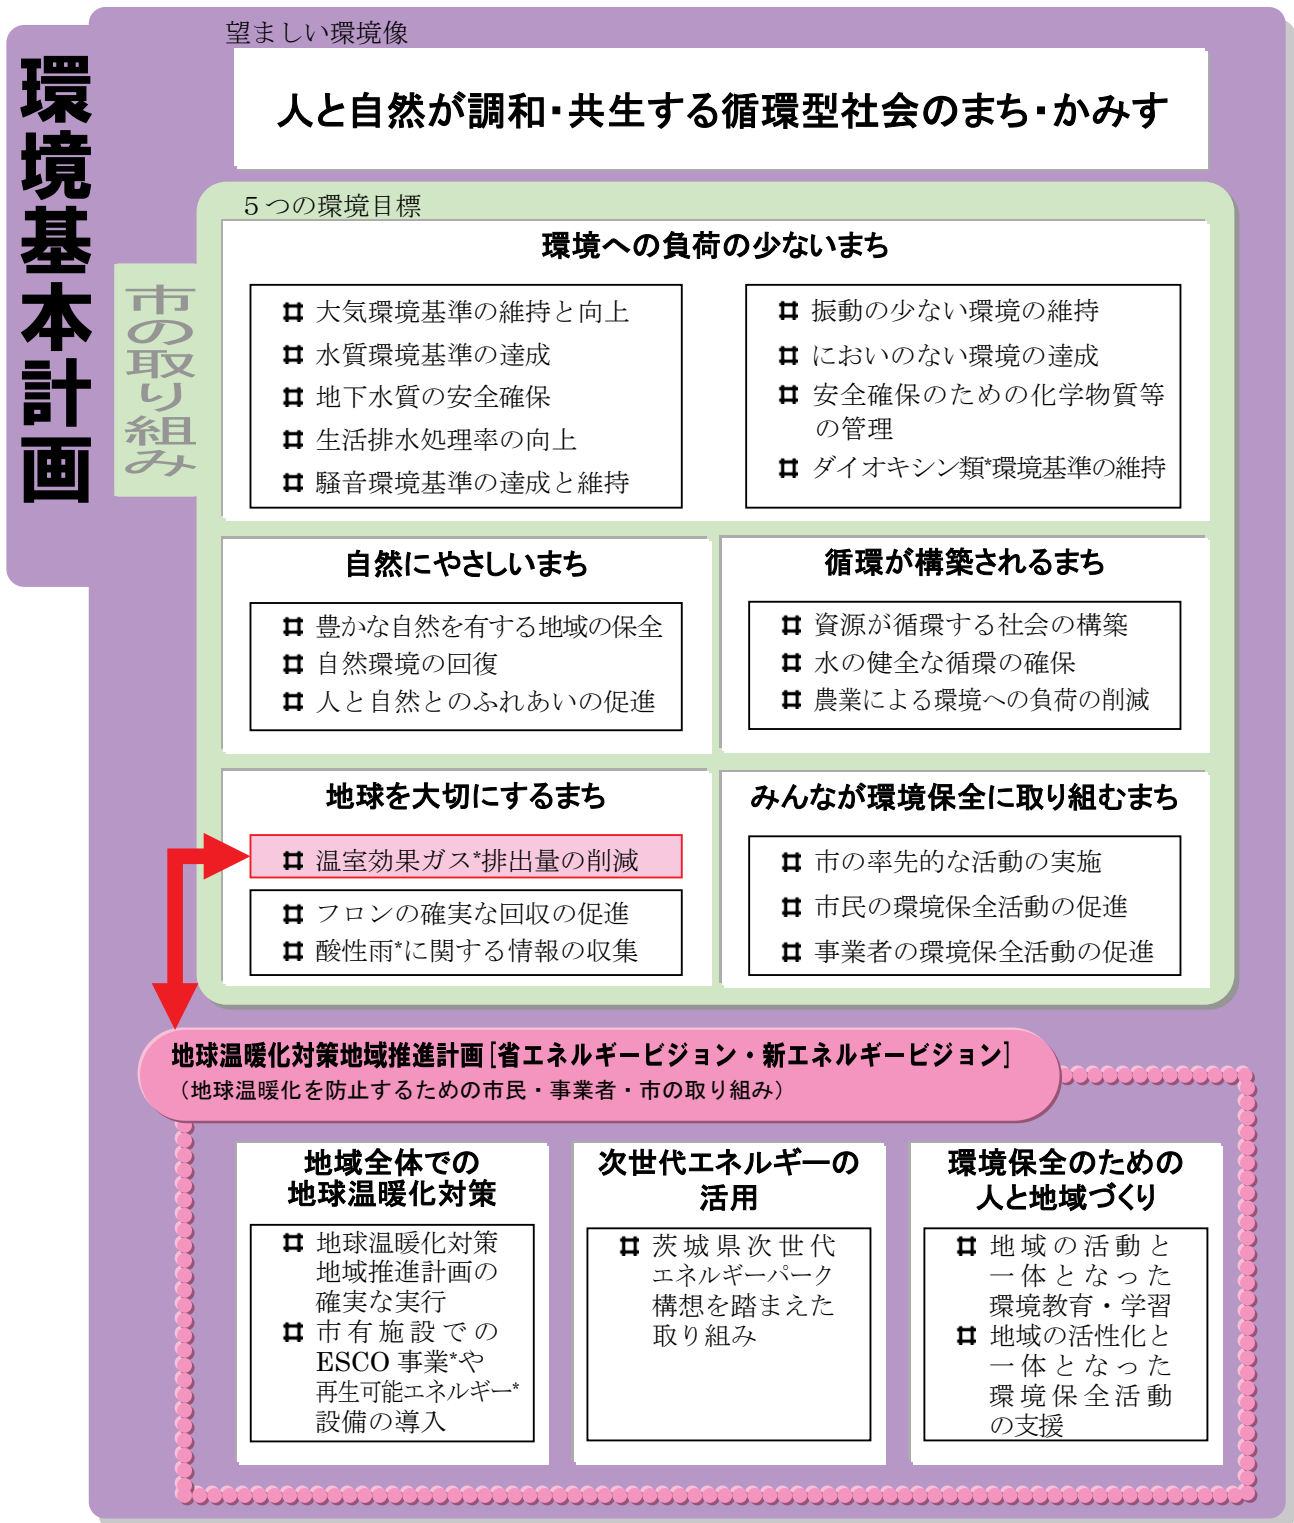 環境基本計画
望ましい環境像
人と自然が調和・共生する循環型社会のまち・かみす
市の取り組み
５つの環境目標
環境への負荷の少ないまち
大気環境基準の維持と向上
水質環境基準の達成
地下水質の安全確保
生活排水処理率の向上
騒音環境基準の達成と維持
振動の少ない環境の維持
においのない環境の達成
安全確保のための化学物質等
の管理
ダイオキシン類*環境基準の維持
自然にやさしいまち
豊かな自然を有する地域の保全
自然環境の回復
人と自然とのふれあいの促進
循環が構築されるまち
資源が循環する社会の構築
水の健全な循環の確保
農業による環境への負荷の削減
地球を大切にするまち
温室効果ガス*排出量の削減
フロンの確実な回収の促進
酸性雨*に関する情報の収集
みんなが環境保全に取り組むまち
市の率先的な活動の実施
市民の環境保全活動の促進
事業者の環境保全活動の促進
地球温暖化対策地域推進計画[省エネルギービジョン・新エネルギービジョン]
（地球温暖化を防止するための市民・事業者・市の取り組み）
地域全体での
地球温暖化対策
地球温暖化対策
地域推進計画の
確実な実行
市有施設での
ESCO 事業*や
再生可能エネルギー*
設備の導入
次世代エネルギーの
活用
茨城県次世代
エネルギーパーク
構想を踏まえた
取り組み
環境保全のための
人と地域づくり
地域の活動と
一体となった
環境教育・学習
地域の活性化と
一体となった
環境保全活動
の支援